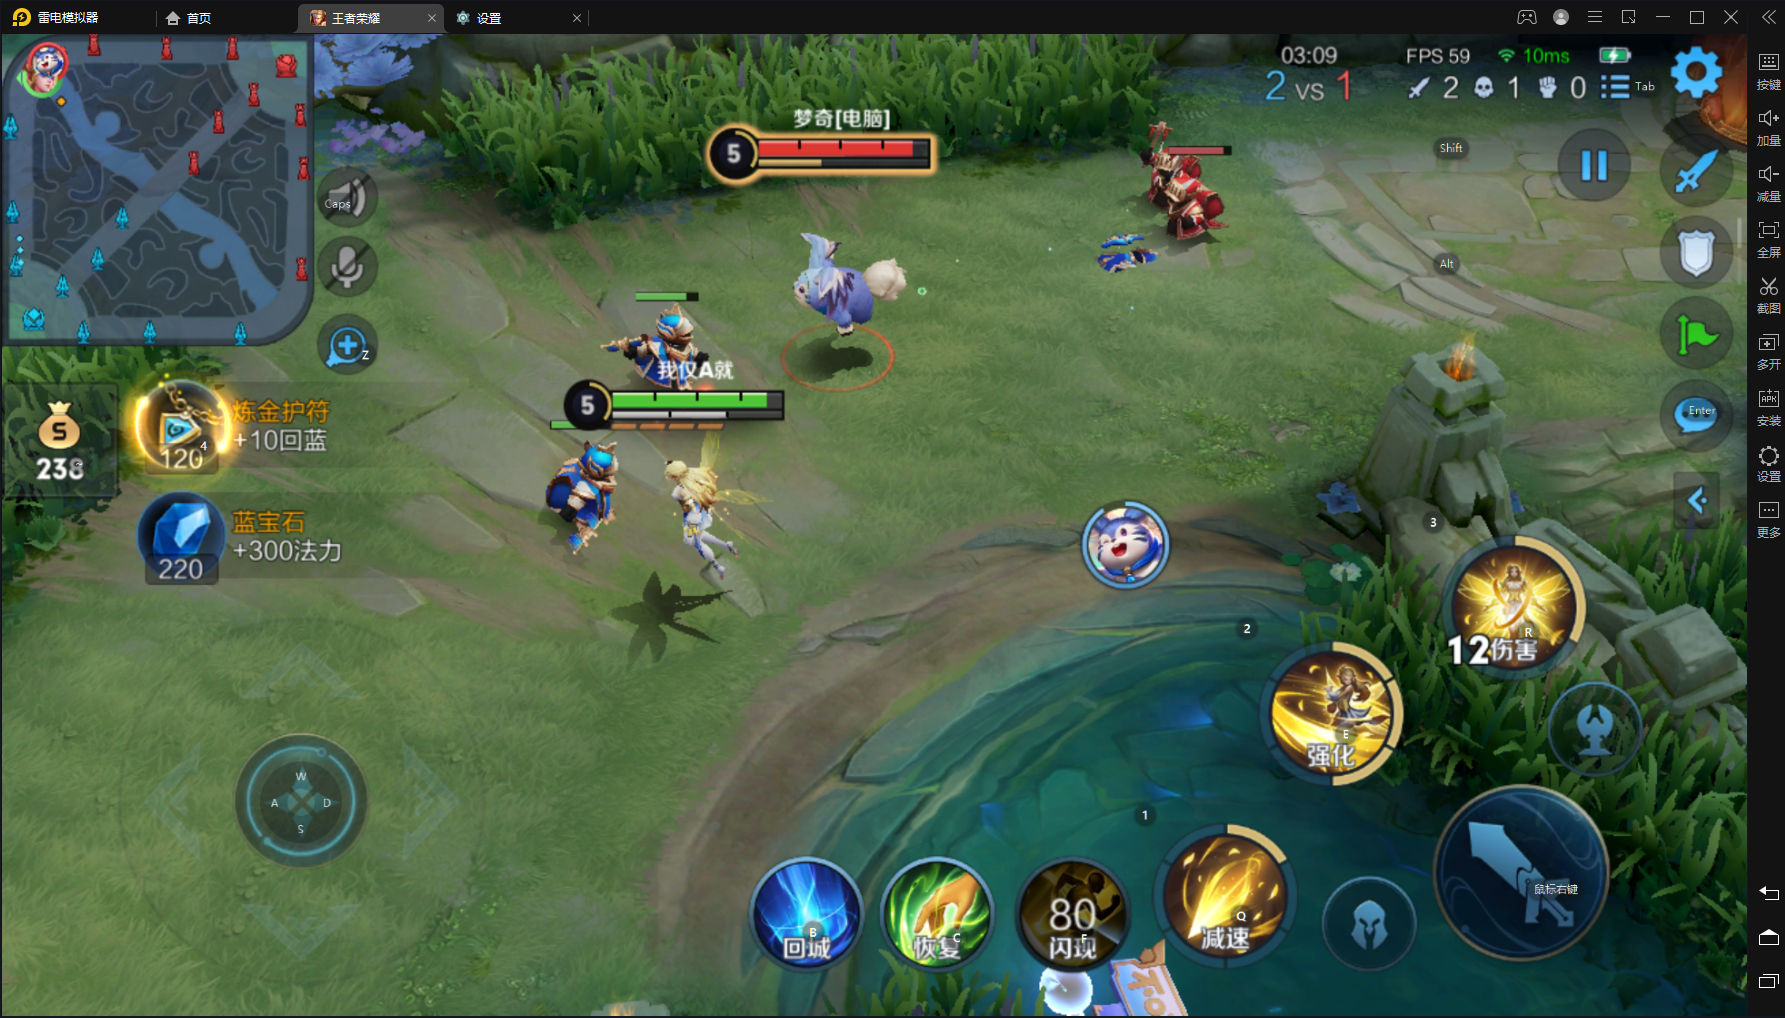 雷电模拟器
首页
王者荣耀
设置
03:09
FPS 59
10ms
2 VS 1
2
1
0
Tab
按键
加量
减量
全屏
截图
多开
安装
设置
更多
梦奇[电脑]
5
Shift
Caps
Alt
Z
我仅A就
5
Enter
238
炼金护符
+10回蓝
4
120
蓝宝石
+300法力
220
3
2
R
12伤害
E
强化
W
A
D
S
1
鼠标右键
B
回城
C
恢复
80
F
闪现
Q
减速